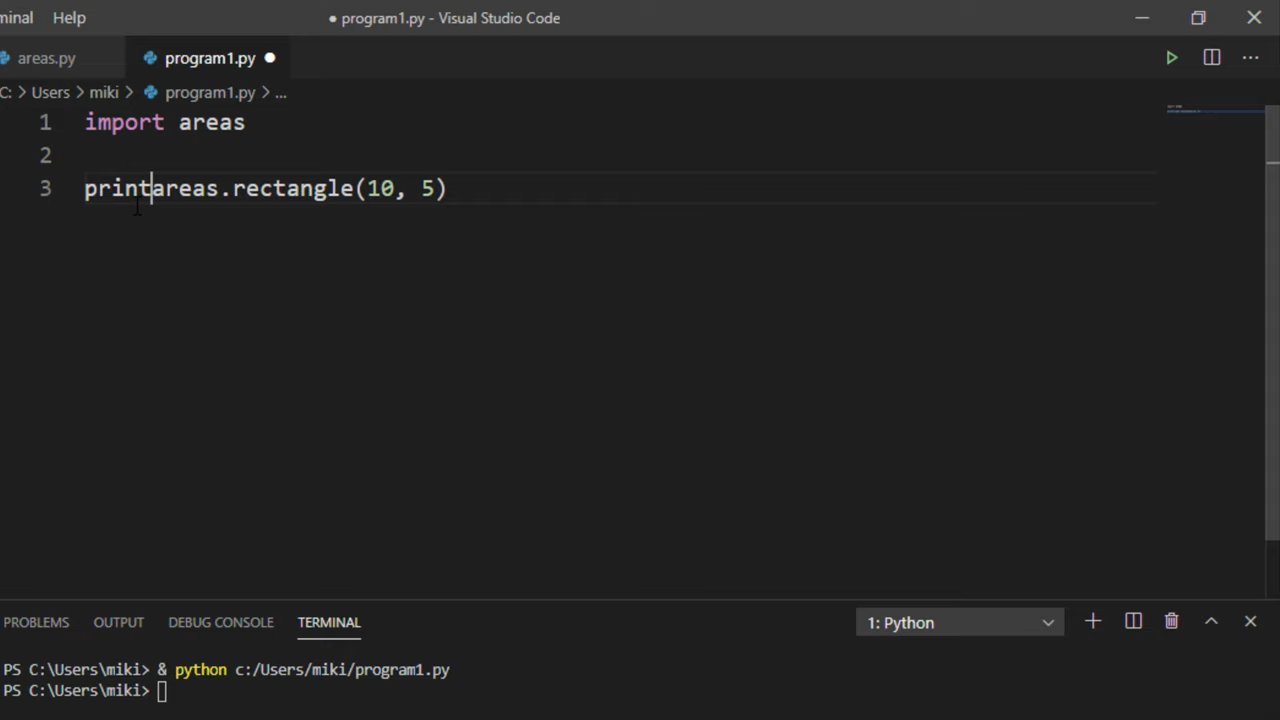 minal Help ● program1.py - Visual Studio Code
areas.py program1.py ●
C: > Users > miki > program1.py > ...
1 import areas
2
3 printareas.rectangle(10, 5)
PROBLEMS OUTPUT DEBUG CONSOLE TERMINAL 1: Python
PS C:\Users\miki> & python c:/Users/miki/program1.py
PS C:\Users\miki>